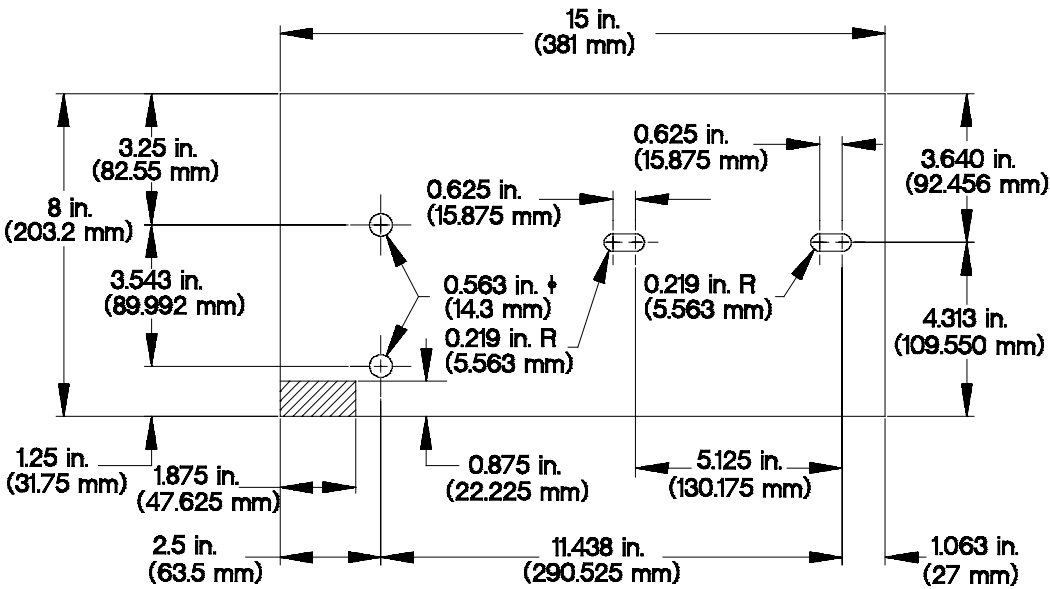 15 in.
(381 mm)
3.25 in.
(82.55 mm)
0.625 in.
(15.875 mm)
3.640 in.
(92.456 mm)
0.625 in.
(15.875 mm)
8 in.
(203.2 mm)
3.543 in.
(89.992 mm)
0.563 in. ϕ
(14.3 mm)
0.219 in. R
(5.563 mm)
0.219 in. R
(5.563 mm)
4.313 in.
(109.550 mm)
1.25 in.
(31.75 mm)
1.875 in.
(47.625 mm)
0.875 in.
(22.225 mm)
5.125 in.
(130.175 mm)
2.5 in.
(63.5 mm)
11.438 in.
(290.525 mm)
1.063 in.
(27 mm)